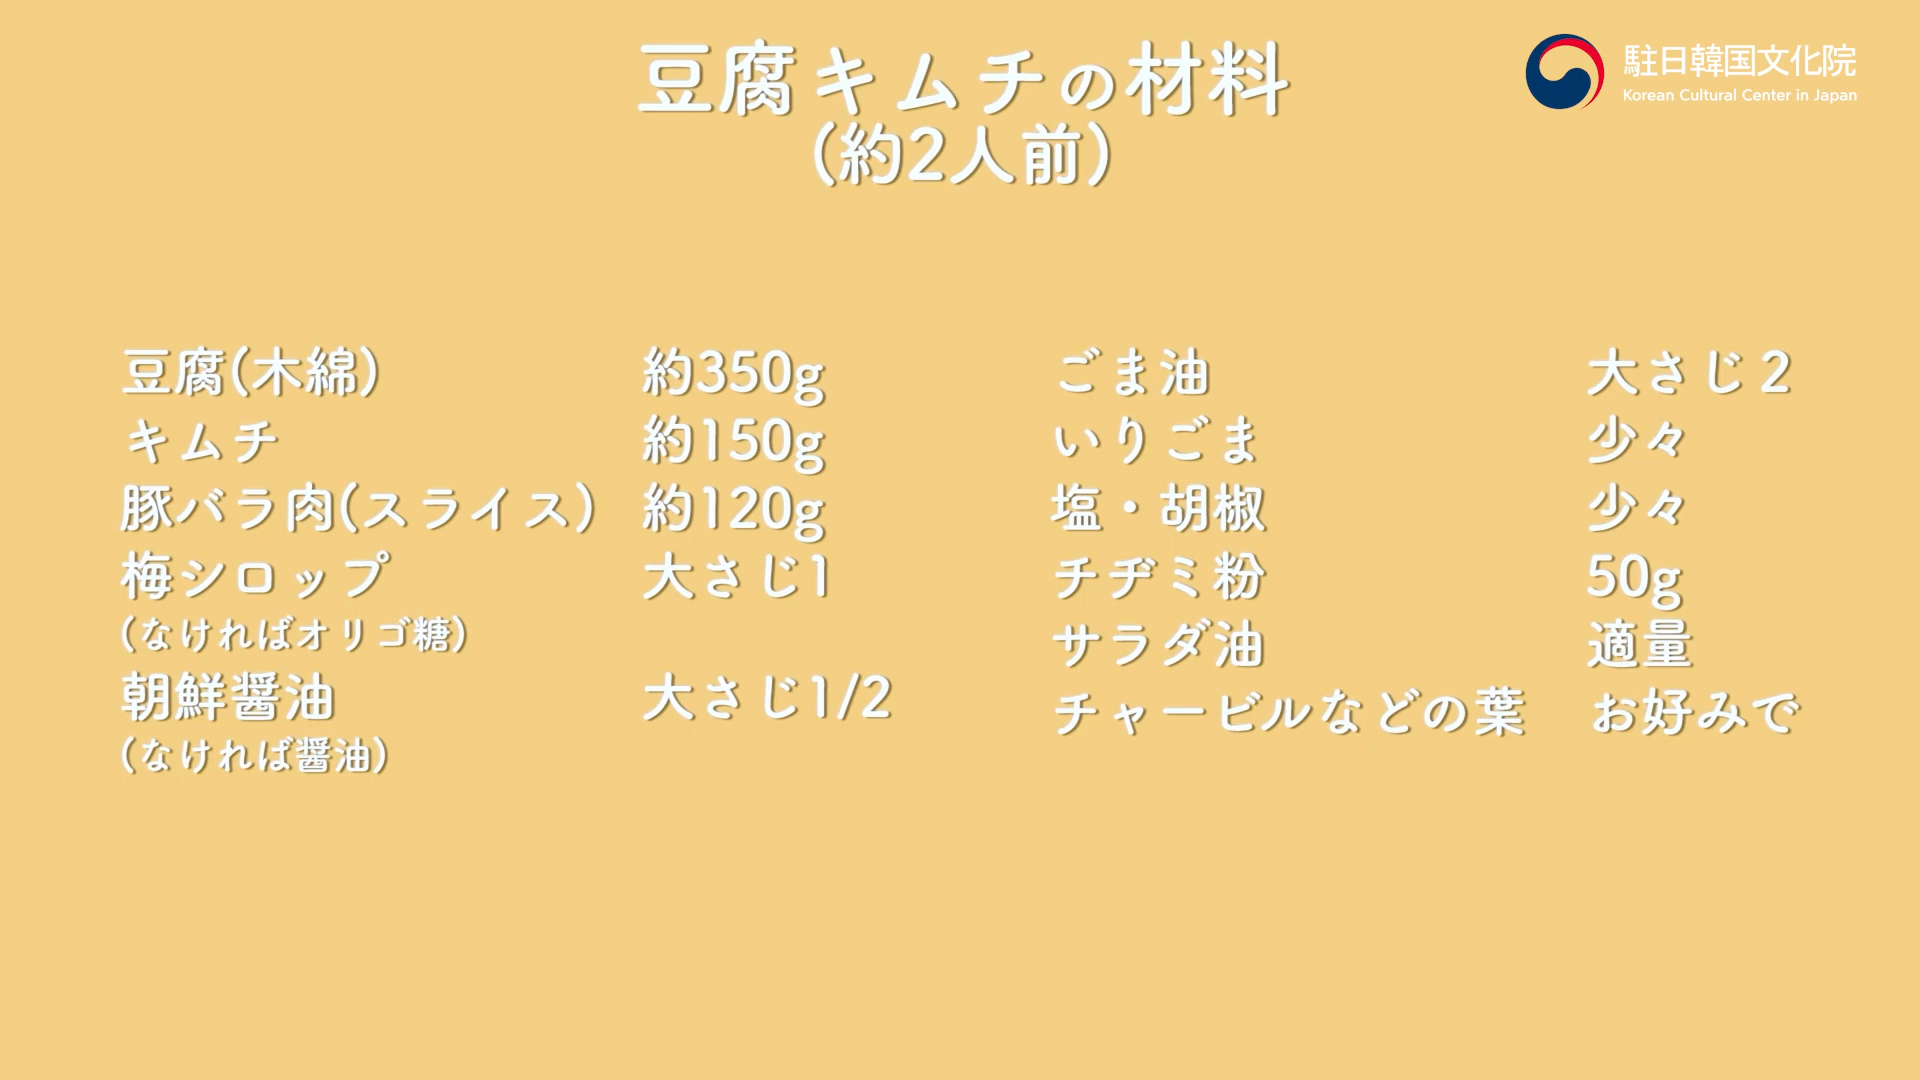 豆腐キムチの材料
(約2人前)
駐日韓国文化院
Korean Cultural Center in Japan
豆腐(木綿) 約350g
キムチ 約150g
豚バラ肉(スライス) 約120g
梅シロップ 大さじ1
(なければオリゴ糖)
朝鮮醤油 大さじ1/2
(なければ醤油)
ごま油 大さじ2
いりごま 少々
塩・胡椒 少々
チヂミ粉 50g
サラダ油 適量
チャービルなどの葉 お好みで